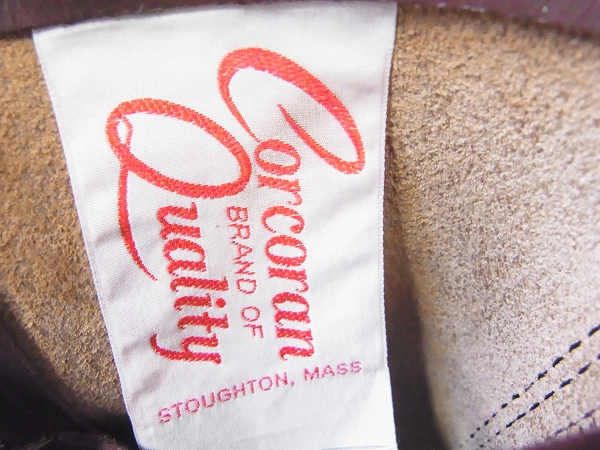 Corcoran
BRAND OF
Quality
STOUGHTON, MASS